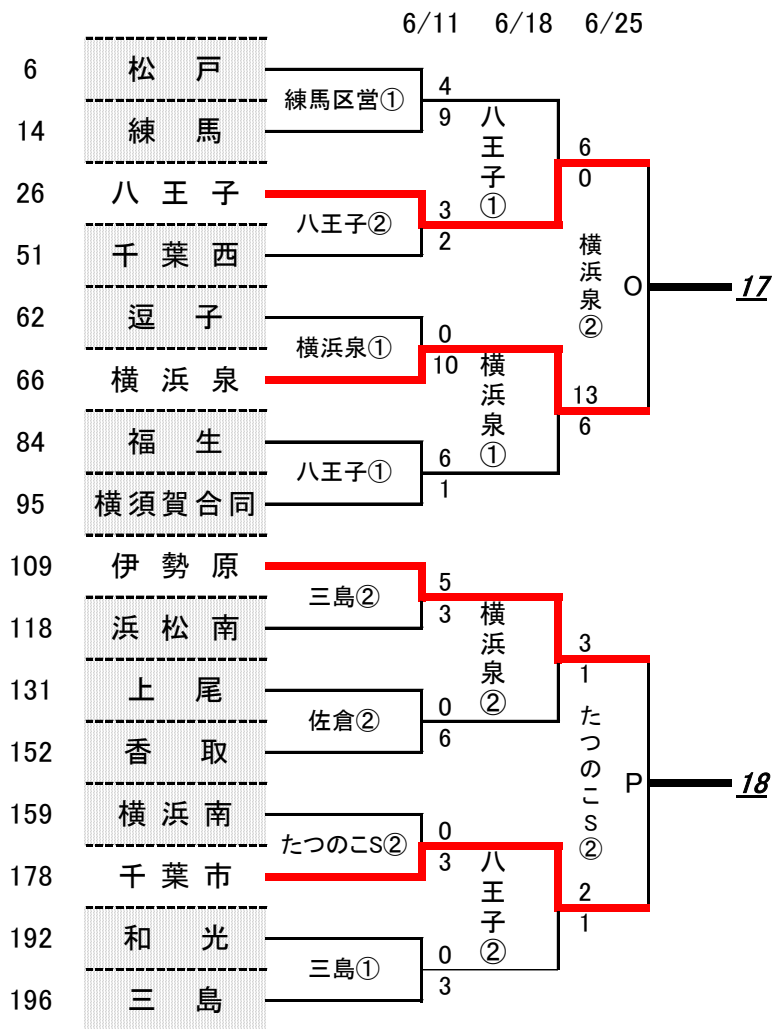 6/11 6/18 6/25
6 松戸
練馬区営①
4
9
14 練馬
八王子①
6
0
26 八王子
八王子②
3
2
51 千葉西
横浜泉②
O
17
62 逗子
横浜泉①
0
10
66 横浜泉
横浜泉①
13
6
84 福生
八王子①
6
1
95 横須賀合同
109 伊勢原
三島②
5
3
118 浜松南
横浜泉②
3
1
131 上尾
佐倉②
0
6
152 香取
たつのこS②
P
18
159 横浜南
たつのこS②
0
3
178 千葉市
八王子②
2
1
192 和光
三島①
0
3
196 三島